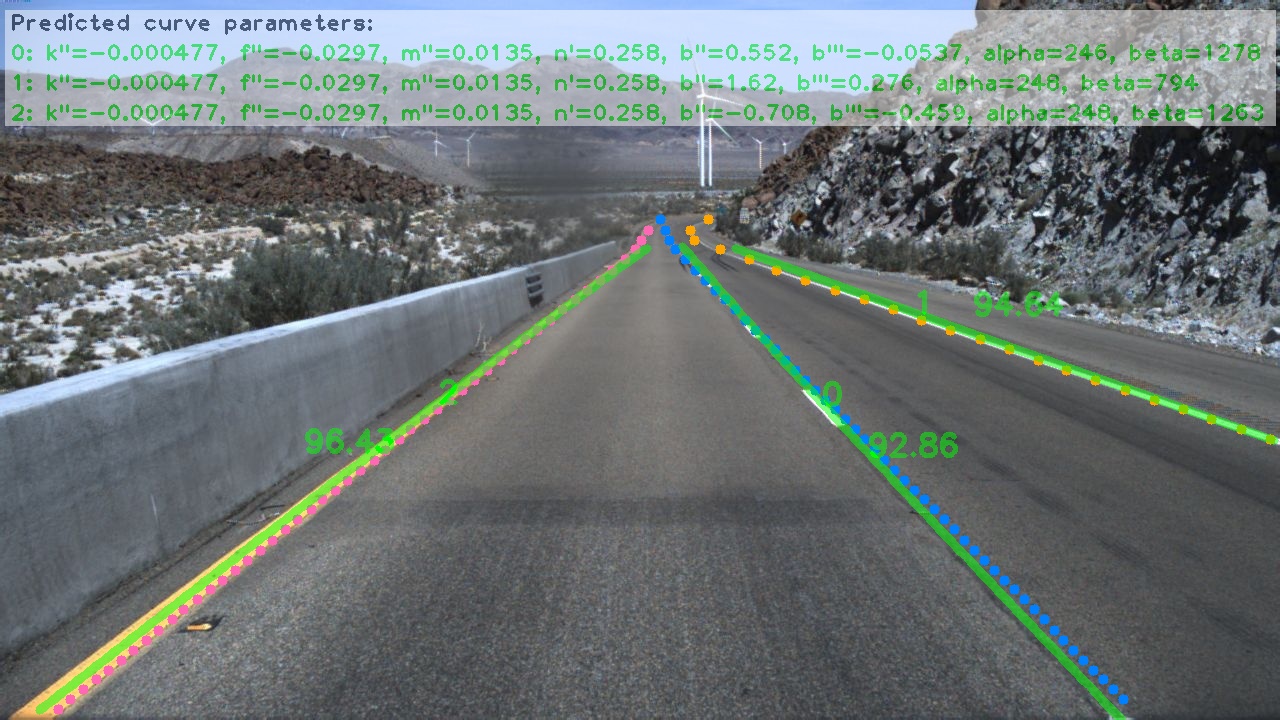 Predicted curve parameters:
0: k''=-0.000477, f''=-0.0297, m''=0.0135, n'=0.258, b''=0.552, b'''=-0.0537, alpha=246, beta=1278
1: k''=-0.000477, f''=-0.0297, m''=0.0135, n'=0.258, b''=1.62, b'''=0.276, alpha=248, beta=794
2: k''=-0.000477, f''=-0.0297, m''=0.0135, n'=0.258, b''=-0.708, b'''=-0.459, alpha=248, beta=1263
1 94.64
2 0
96.43 92.86